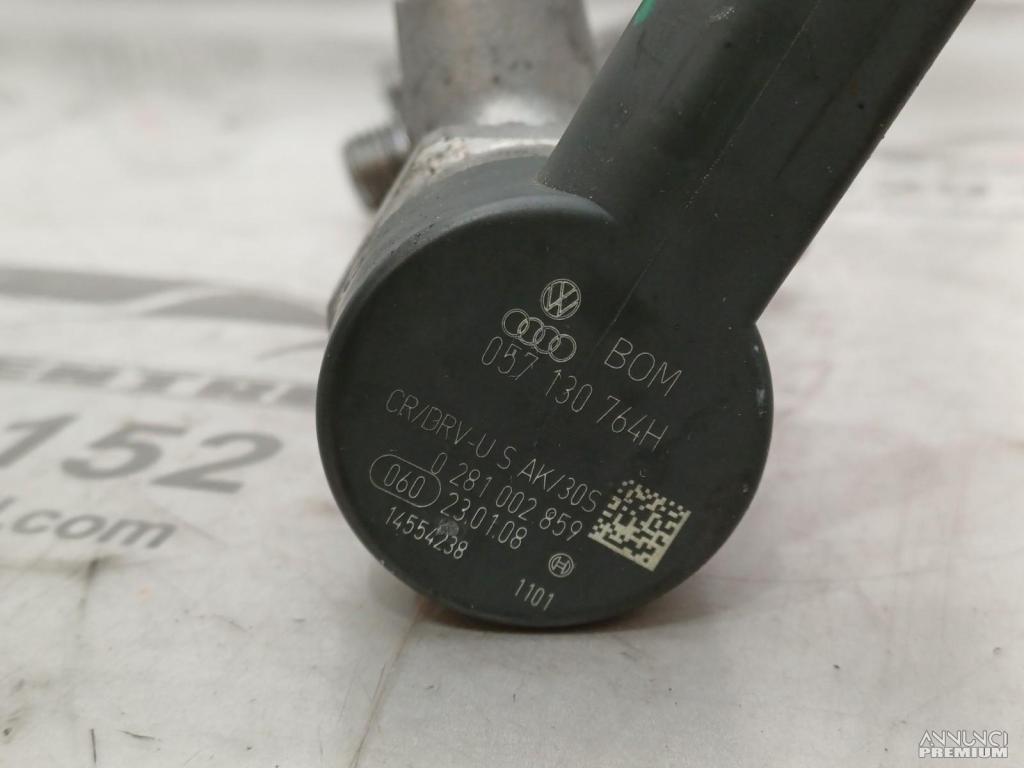 BOM
057 130 764H
CR/DRV-U S AK/30S
0 281 002 859
060 23.01.08
14554238
1101
152
.com
ANNUNCI
PREMIUM